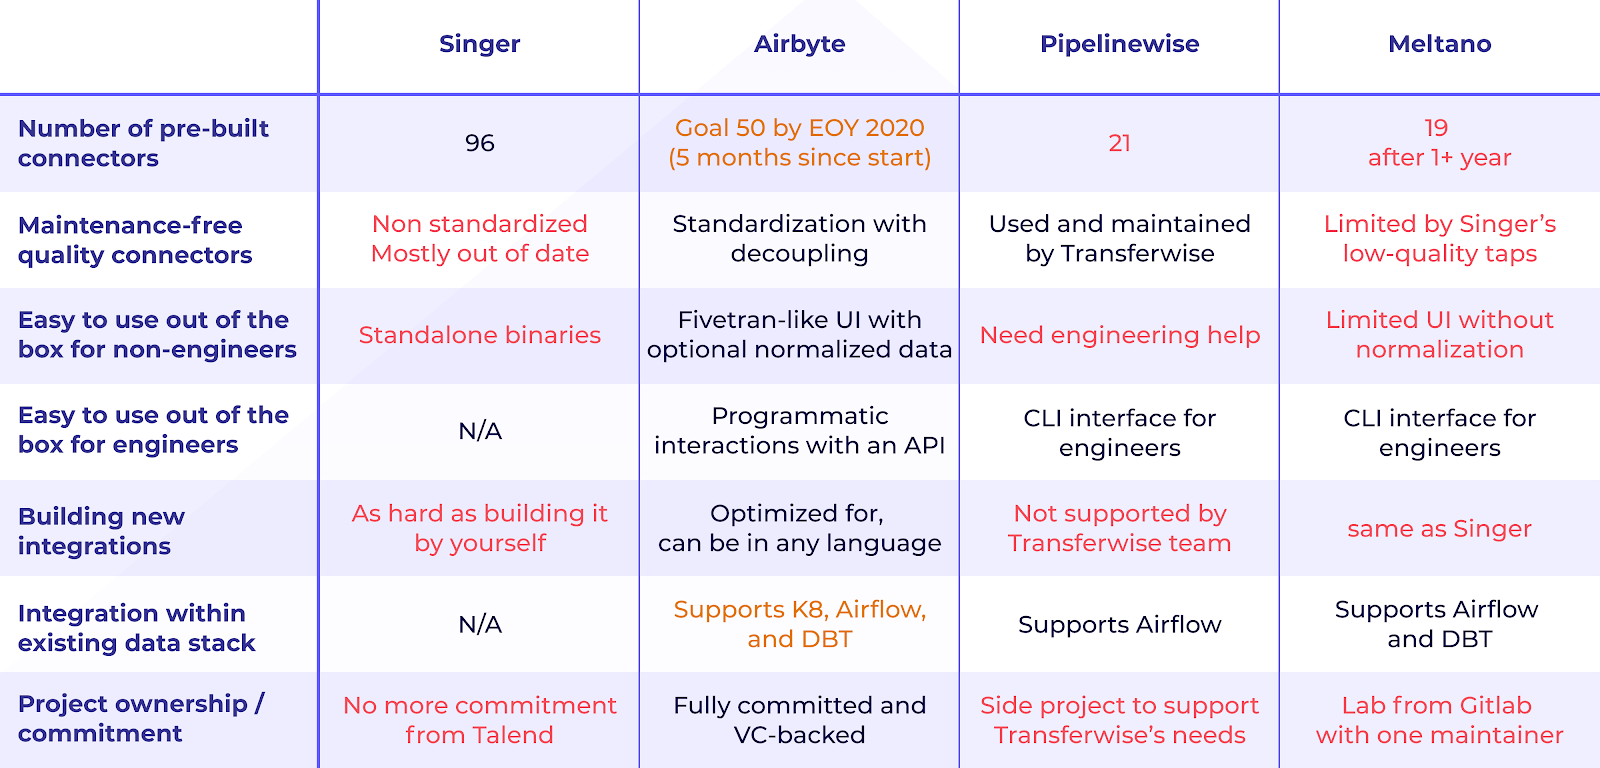 Singer
Airbyte
Pipelinewise
Meltano
Number of pre-built
connectors
96
Goal 50 by EOY 2020
(5 months since start)
21
19
after 1+ year
Maintenance-free
quality connectors
Non standardized
Mostly out of date
Standardization with
decoupling
Used and maintained
by Transferwise
Limited by Singer’s
low-quality taps
Easy to use out of the
box for non-engineers
Standalone binaries
Fivetran-like UI with
optional normalized data
Need engineering help
Limited UI without
normalization
Easy to use out of the
box for engineers
N/A
Programmatic
interactions with an API
CLI interface for
engineers
CLI interface for
engineers
Building new
integrations
As hard as building it
by yourself
Optimized for,
can be in any language
Not supported by
Transferwise team
same as Singer
Integration within
existing data stack
N/A
Supports K8, Airflow,
and DBT
Supports Airflow
Supports Airflow
and DBT
Project ownership /
commitment
No more commitment
from Talend
Fully committed and
VC-backed
Side project to support
Transferwise’s needs
Lab from Gitlab
with one maintainer